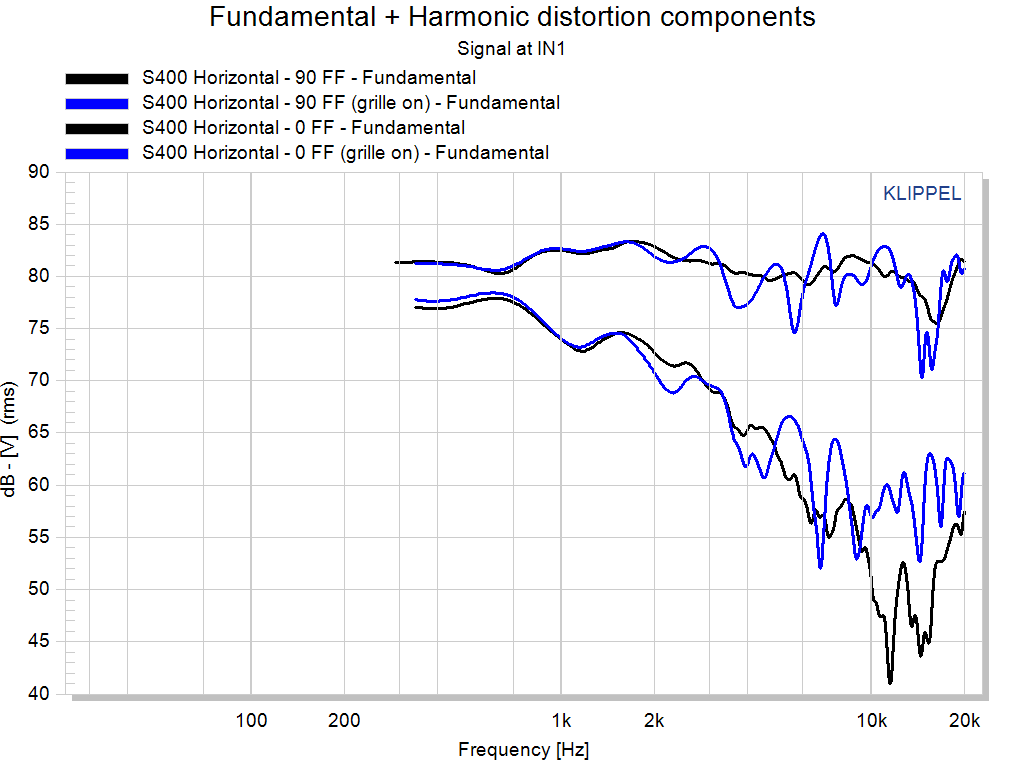 Fundamental + Harmonic distortion components
Signal at IN1
S400 Horizontal - 90 FF - Fundamental
S400 Horizontal - 90 FF (grille on) - Fundamental
S400 Horizontal - 0 FF - Fundamental
S400 Horizontal - 0 FF (grille on) - Fundamental
KLIPPEL
90
85
80
75
70
65
60
55
50
45
40
dB - [V] (rms)
100 200 1k 2k 10k 20k
Frequency [Hz]